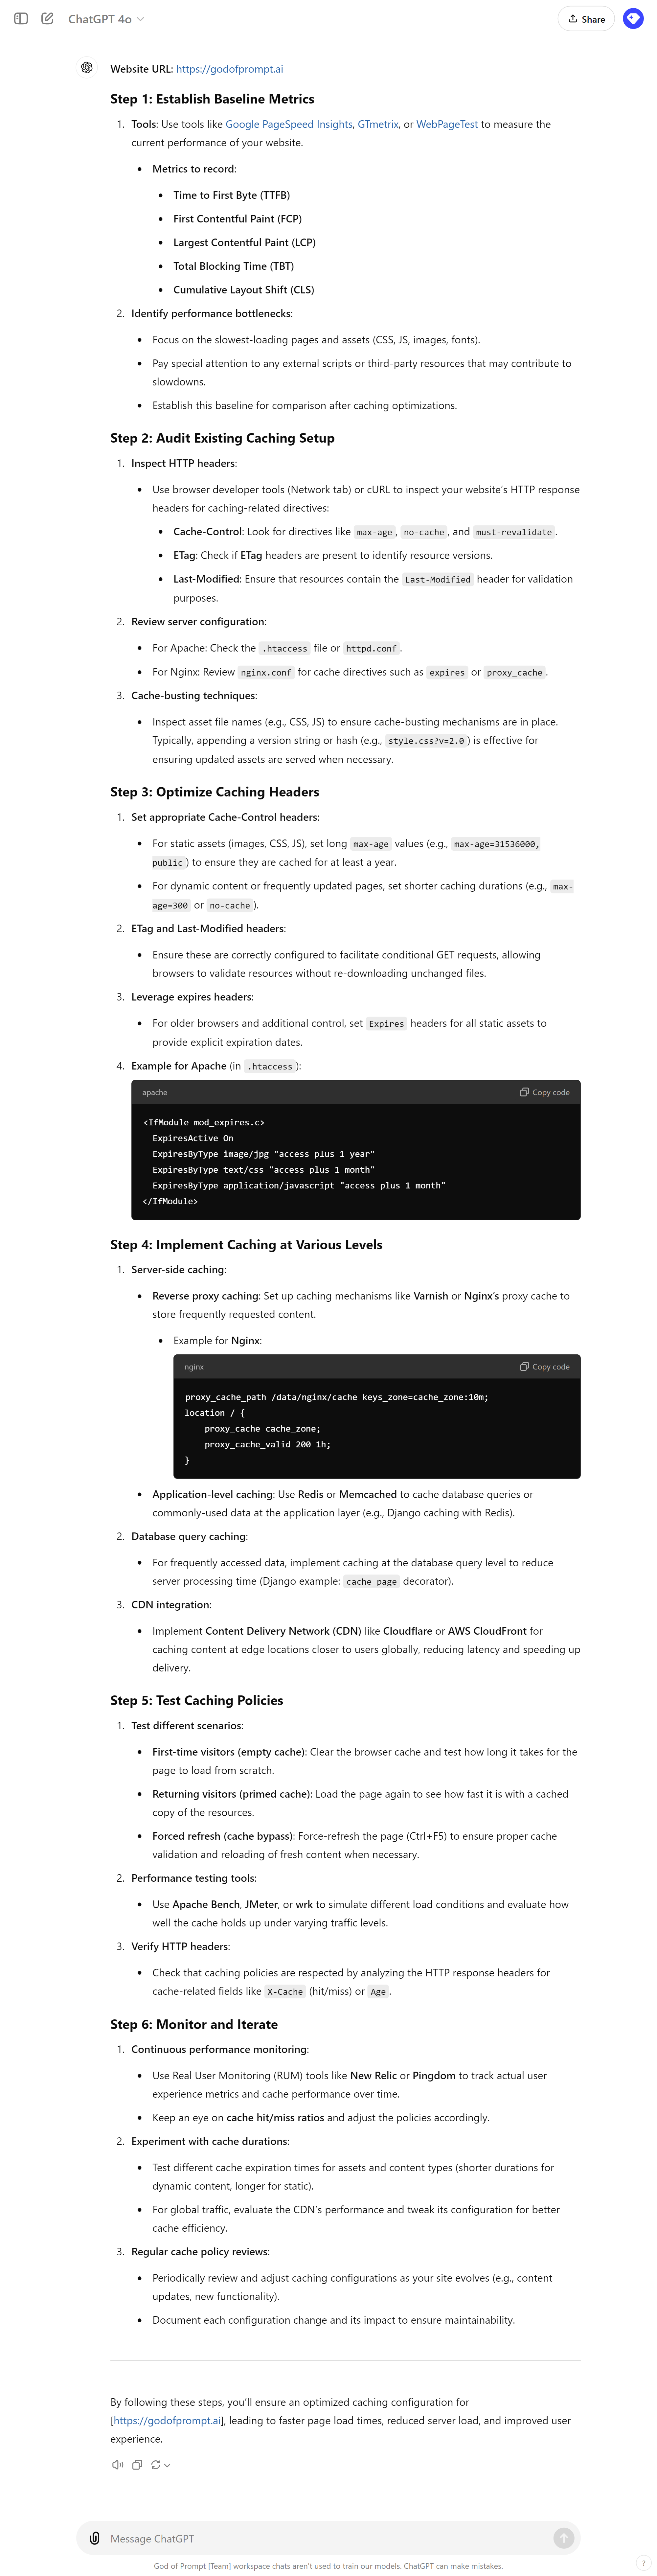 ChatGPT 4o
Share
Website URL: https://godofprompt.ai
Step 1: Establish Baseline Metrics
1. Tools: Use tools like Google PageSpeed Insights, GTmetrix, or WebPageTest to measure the
current performance of your website.
• Metrics to record:
• Time to First Byte (TTFB)
• First Contentful Paint (FCP)
• Largest Contentful Paint (LCP)
• Total Blocking Time (TBT)
• Cumulative Layout Shift (CLS)
2. Identify performance bottlenecks:
• Focus on the slowest-loading pages and assets (CSS, JS, images, fonts).
• Pay special attention to any external scripts or third-party resources that may contribute to
slowdowns.
• Establish this baseline for comparison after caching optimizations.
Step 2: Audit Existing Caching Setup
1. Inspect HTTP headers:
• Use browser developer tools (Network tab) or cURL to inspect your website's HTTP response
headers for caching-related directives:
• Cache-Control: Look for directives like max-age, no-cache, and must-revalidate.
• ETag: Check if ETag headers are present to identify resource versions.
• Last-Modified: Ensure that resources contain the Last-Modified header for validation
purposes.
2. Review server configuration:
• For Apache: Check the .htaccess file or httpd.conf.
• For Nginx: Review nginx.conf for cache directives such as expires or proxy_cache.
3. Cache-busting techniques:
• Inspect asset file names (e.g., CSS, JS) to ensure cache-busting mechanisms are in place.
Typically, appending a version string or hash (e.g., style.css?v=2.0) is effective for
ensuring updated assets are served when necessary.
Step 3: Optimize Caching Headers
1. Set appropriate Cache-Control headers:
• For static assets (images, CSS, JS), set long max-age values (e.g., max-age=31536000,
public) to ensure they are cached for at least a year.
• For dynamic content or frequently updated pages, set shorter caching durations (e.g., max-
age=300 or no-cache).
2. ETag and Last-Modified headers:
• Ensure these are correctly configured to facilitate conditional GET requests, allowing
browsers to validate resources without re-downloading unchanged files.
3. Leverage expires headers:
• For older browsers and additional control, set Expires headers for all static assets to
provide explicit expiration dates.
4. Example for Apache (in .htaccess):
apache
Copy code
<IfModule mod_expires.c>
ExpiresActive On
ExpiresByType image/jpg "access plus 1 year"
ExpiresByType text/css "access plus 1 month"
ExpiresByType application/javascript "access plus 1 month"
</IfModule>
Step 4: Implement Caching at Various Levels
1. Server-side caching:
• Reverse proxy caching: Set up caching mechanisms like Varnish or Nginx's proxy cache to
store frequently requested content.
• Example for Nginx:
nginx
Copy code
proxy_cache_path /data/nginx/cache keys_zone=cache_zone:10m;
location / {
proxy_cache cache_zone;
proxy_cache_valid 200 1h;
}
• Application-level caching: Use Redis or Memcached to cache database queries or
commonly-used data at the application layer (e.g., Django caching with Redis).
2. Database query caching:
• For frequently accessed data, implement caching at the database query level to reduce
server processing time (Django example: cache_page decorator).
3. CDN integration:
• Implement Content Delivery Network (CDN) like Cloudflare or AWS CloudFront for
caching content at edge locations closer to users globally, reducing latency and speeding up
delivery.
Step 5: Test Caching Policies
1. Test different scenarios:
• First-time visitors (empty cache): Clear the browser cache and test how long it takes for the
page to load from scratch.
• Returning visitors (primed cache): Load the page again to see how fast it is with a cached
copy of the resources.
• Forced refresh (cache bypass): Force-refresh the page (Ctrl+F5) to ensure proper cache
validation and reloading of fresh content when necessary.
2. Performance testing tools:
• Use Apache Bench, JMeter, or wrk to simulate different load conditions and evaluate how
well the cache holds up under varying traffic levels.
3. Verify HTTP headers:
• Check that caching policies are respected by analyzing the HTTP response headers for
cache-related fields like X-Cache (hit/miss) or Age.
Step 6: Monitor and Iterate
1. Continuous performance monitoring:
• Use Real User Monitoring (RUM) tools like New Relic or Pingdom to track actual user
experience metrics and cache performance over time.
• Keep an eye on cache hit/miss ratios and adjust the policies accordingly.
2. Experiment with cache durations:
• Test different cache expiration times for assets and content types (shorter durations for
dynamic content, longer for static).
• For global traffic, evaluate the CDN's performance and tweak its configuration for better
cache efficiency.
3. Regular cache policy reviews:
• Periodically review and adjust caching configurations as your site evolves (e.g., content
updates, new functionality).
• Document each configuration change and its impact to ensure maintainability.
By following these steps, you'll ensure an optimized caching configuration for
[https://godofprompt.ai], leading to faster page load times, reduced server load, and improved user
experience.
Message ChatGPT
God of Prompt [Team] workspace chats aren't used to train our models. ChatGPT can make mistakes.
?